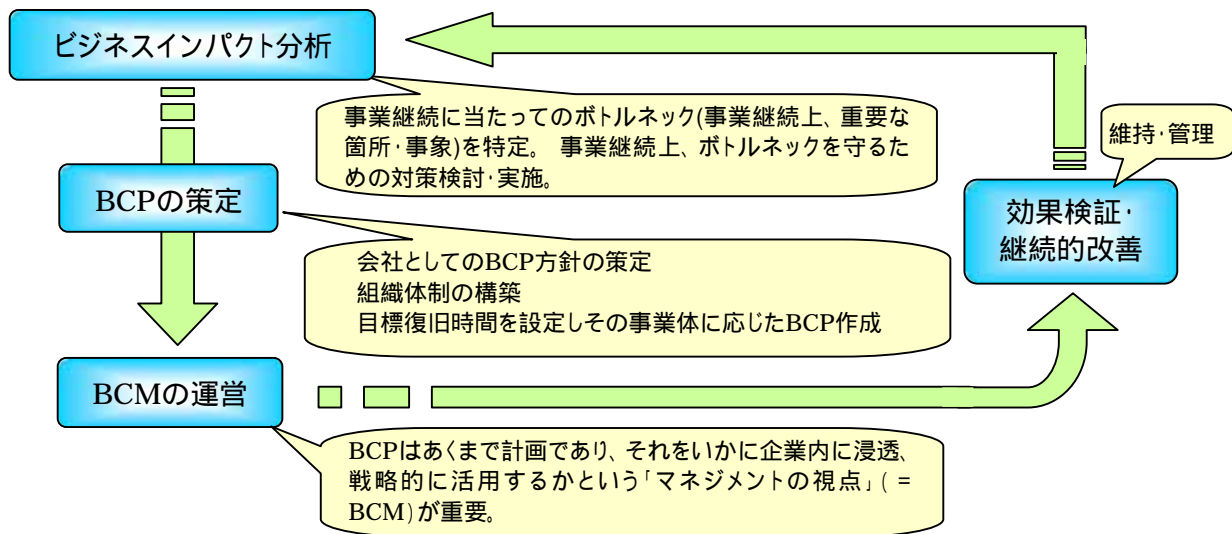 ビジネスインパクト分析
事業継続に当たってのボトルネック(事業継続上、重要な
箇所・事象)を特定。 事業継続上、ボトルネックを守るた
めの対策検討・実施。
維持・管理
BCPの策定
効果検証・
継続的改善
会社としてのBCP方針の策定
組織体制の構築
目標復旧時間を設定しその事業体に応じたBCP作成
BCMの運営
BCPはあくまで計画であり、それをいかに企業内に浸透、
戦略的に活用するかという「マネジメントの視点」( =
BCM)が重要。